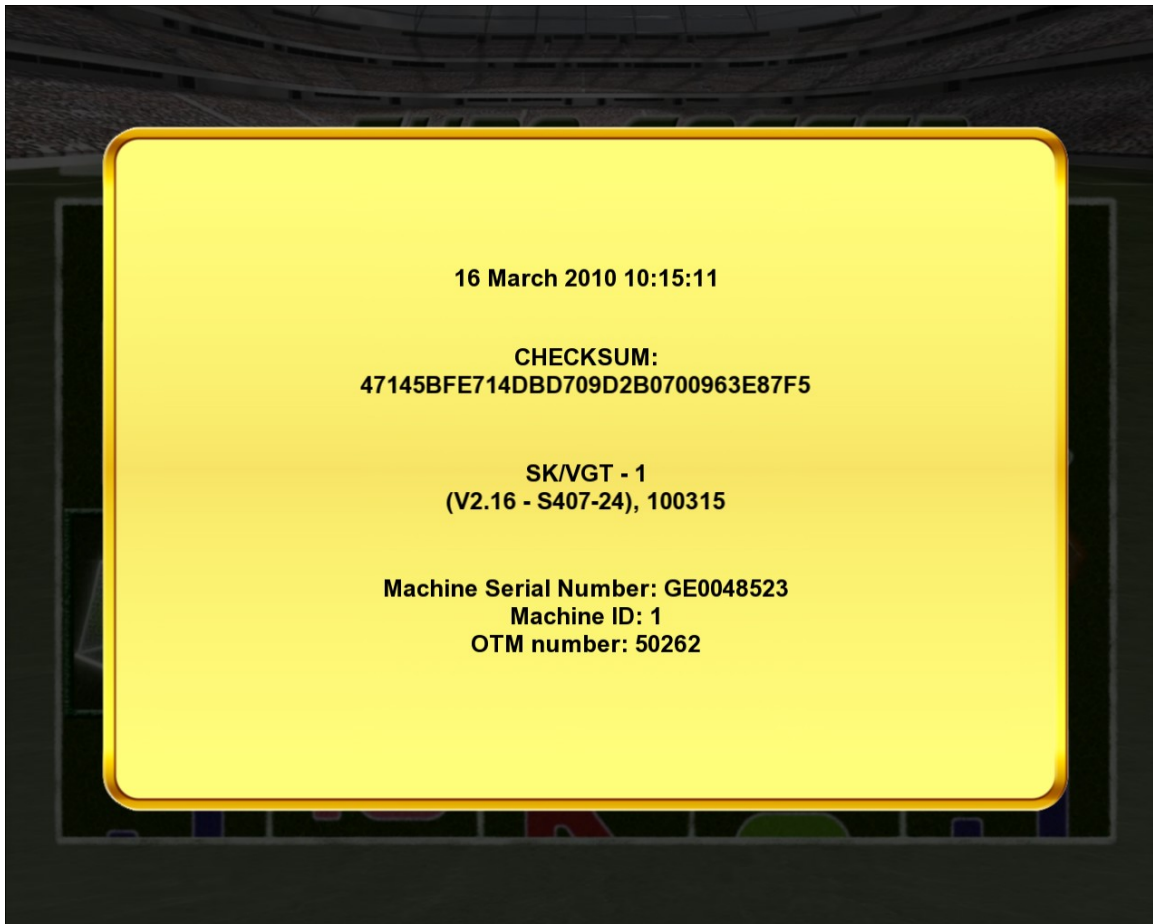 16 March 2010 10:15:11
CHECKSUM:
47145BFE714DBD709D2B0700963E87F5
SK/VGT - 1
(V2.16 - S407-24), 100315
Machine Serial Number: GE0048523
Machine ID: 1
OTM number: 50262